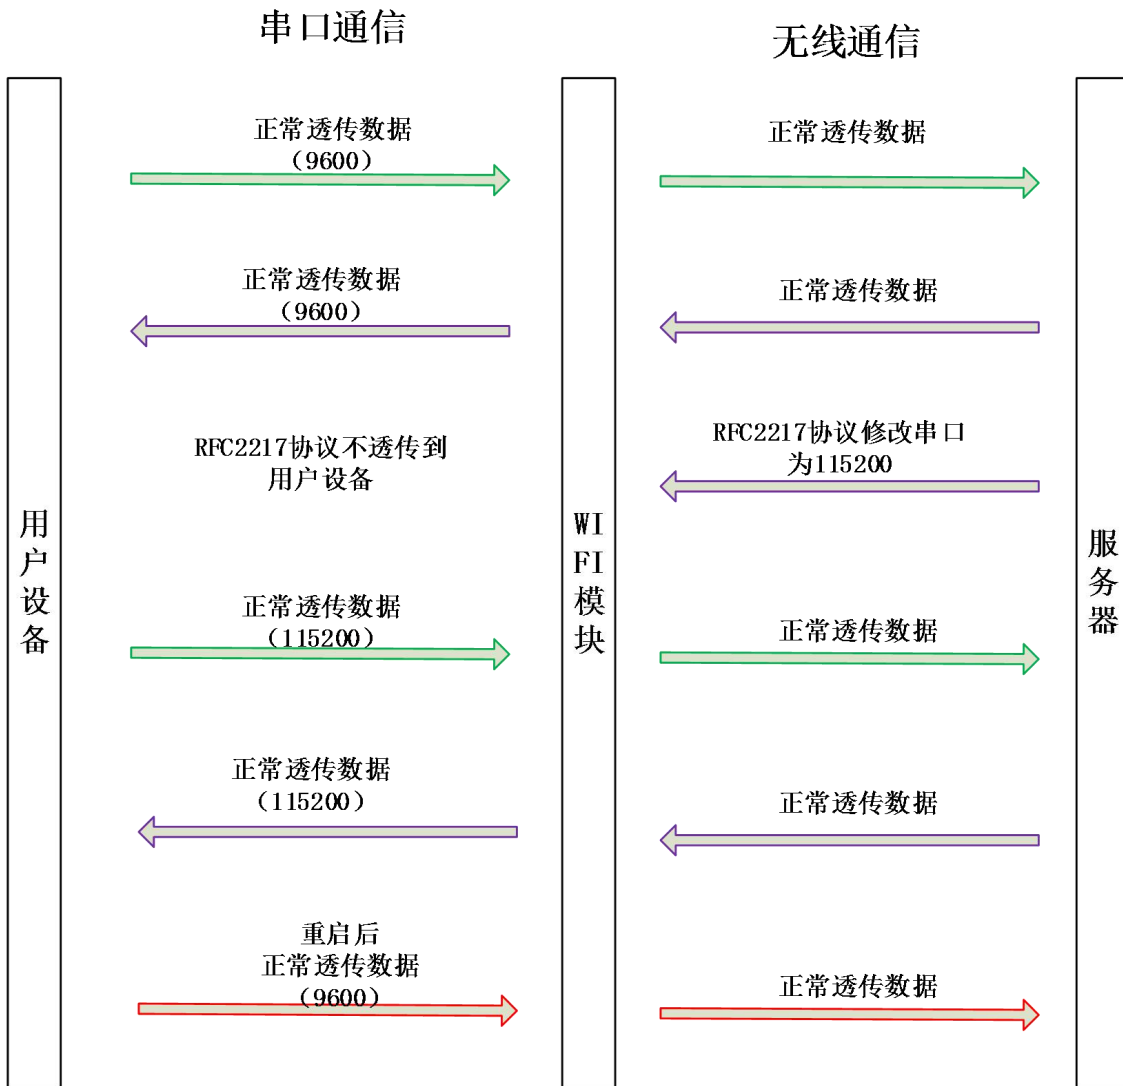 串口通信
无线通信
正常透传数据
（9600）
正常透传数据
正常透传数据
（9600）
正常透传数据
RFC2217协议不透传到
用户设备
RFC2217协议修改串口
为115200
用户设备
WIFI模块
服务器
正常透传数据
（115200）
正常透传数据
正常透传数据
（115200）
正常透传数据
重启后
正常透传数据
（9600）
正常透传数据